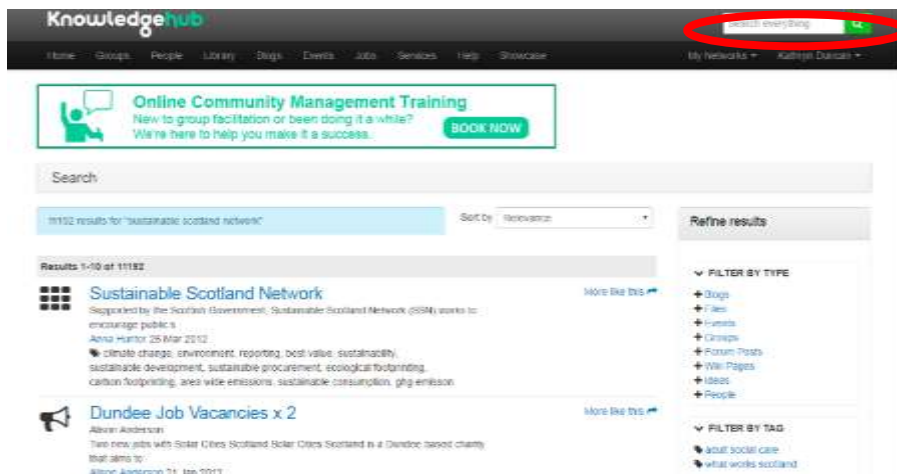 Knowledgehub
Search everything
Home Groups People Library Blogs Events Jobs Services Help Showcase My Networks Kathryn Duncan
Online Community Management Training
New to group facilitation or been doing it a while?
We're here to help you make it a success.
BOOK NOW
Search
11192 results for "sustainable scotland network"
Sort by Relevance
Refine results
Results 1-10 of 11192
Sustainable Scotland Network
More like this
Supported by the Scottish Government, Sustainable Scotland Network (SSN) works to
encourage public s
Anna Hunter 26 Mar 2012
climate change, environment, reporting, best value, sustainability,
sustainable development, sustainable procurement, ecological footprinting,
carbon footprinting, area wide emissions, sustainable consumption, ghg emission
FILTER BY TYPE
Blogs
Files
Events
Groups
Forum Posts
Wiki Pages
Ideas
People
Dundee Job Vacancies x 2
More like this
Alison Anderson
Two new jobs with Solar Cities Scotland Solar Cities Scotland is a Dundee based charity
that aims to
Alison Anderson 21 Jan 2013
FILTER BY TAG
adult social care
what works scotland